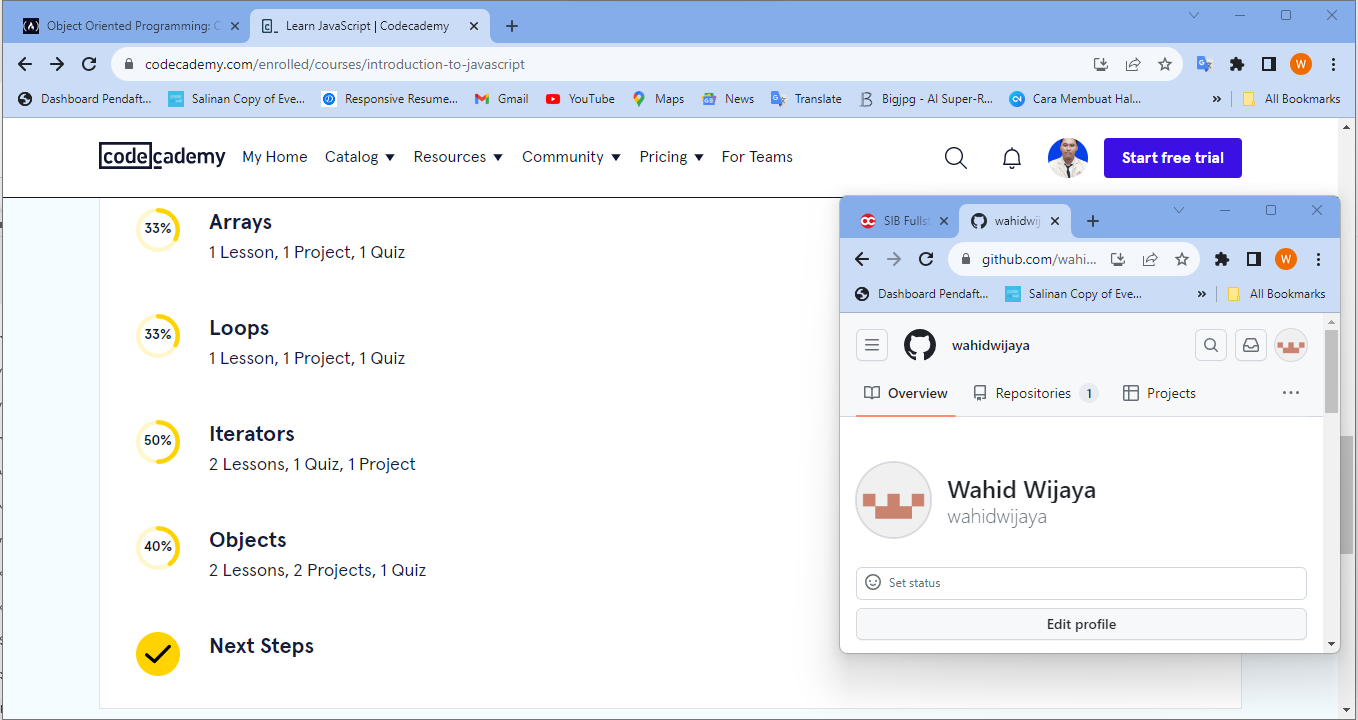 Object Oriented Programming: C
Learn JavaScript | Codecademy
codecademy.com/enrolled/courses/introduction-to-javascript
W
Dashboard Pendaft...
Salinan Copy of Eve...
Responsive Resume...
Gmail
YouTube
Maps
News
Translate
Bigjpg - AI Super-R...
Cara Membuat Hal...
»
All Bookmarks
codecademy
My Home
Catalog
Resources
Community
Pricing
For Teams
Start free trial
33%
Arrays
1 Lesson, 1 Project, 1 Quiz
33%
Loops
1 Lesson, 1 Project, 1 Quiz
50%
Iterators
2 Lessons, 1 Quiz, 1 Project
40%
Objects
2 Lessons, 2 Projects, 1 Quiz
Next Steps
SIB Fullst
wahidwij
github.com/wahi...
W
Dashboard Pendaft...
Salinan Copy of Eve...
»
All Bookmarks
wahidwijaya
Overview
Repositories 1
Projects
...
Wahid Wijaya
wahidwijaya
Set status
Edit profile